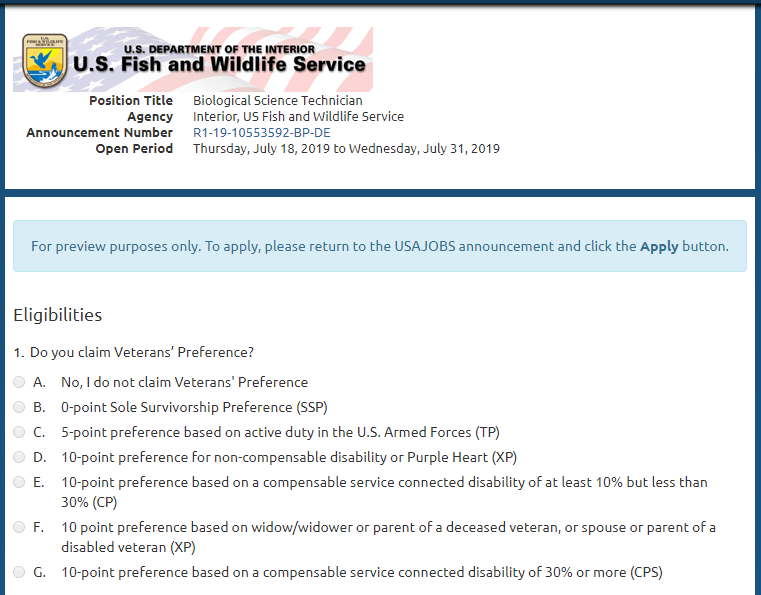 U.S.
FISH & WILDLIFE
SERVICE
U.S. DEPARTMENT OF THE INTERIOR
U.S. Fish and Wildlife Service
Position Title Biological Science Technician
Agency Interior, US Fish and Wildlife Service
Announcement Number R1-19-10553592-BP-DE
Open Period Thursday, July 18, 2019 to Wednesday, July 31, 2019
For preview purposes only. To apply, please return to the USAJOBS announcement and click the Apply button.
Eligibilities
1. Do you claim Veterans’ Preference?
A. No, I do not claim Veterans' Preference
B. 0-point Sole Survivorship Preference (SSP)
C. 5-point preference based on active duty in the U.S. Armed Forces (TP)
D. 10-point preference for non-compensable disability or Purple Heart (XP)
E. 10-point preference based on a compensable service connected disability of at least 10% but less than
30% (CP)
F. 10 point preference based on widow/widower or parent of a deceased veteran, or spouse or parent of a
disabled veteran (XP)
G. 10-point preference based on a compensable service connected disability of 30% or more (CPS)